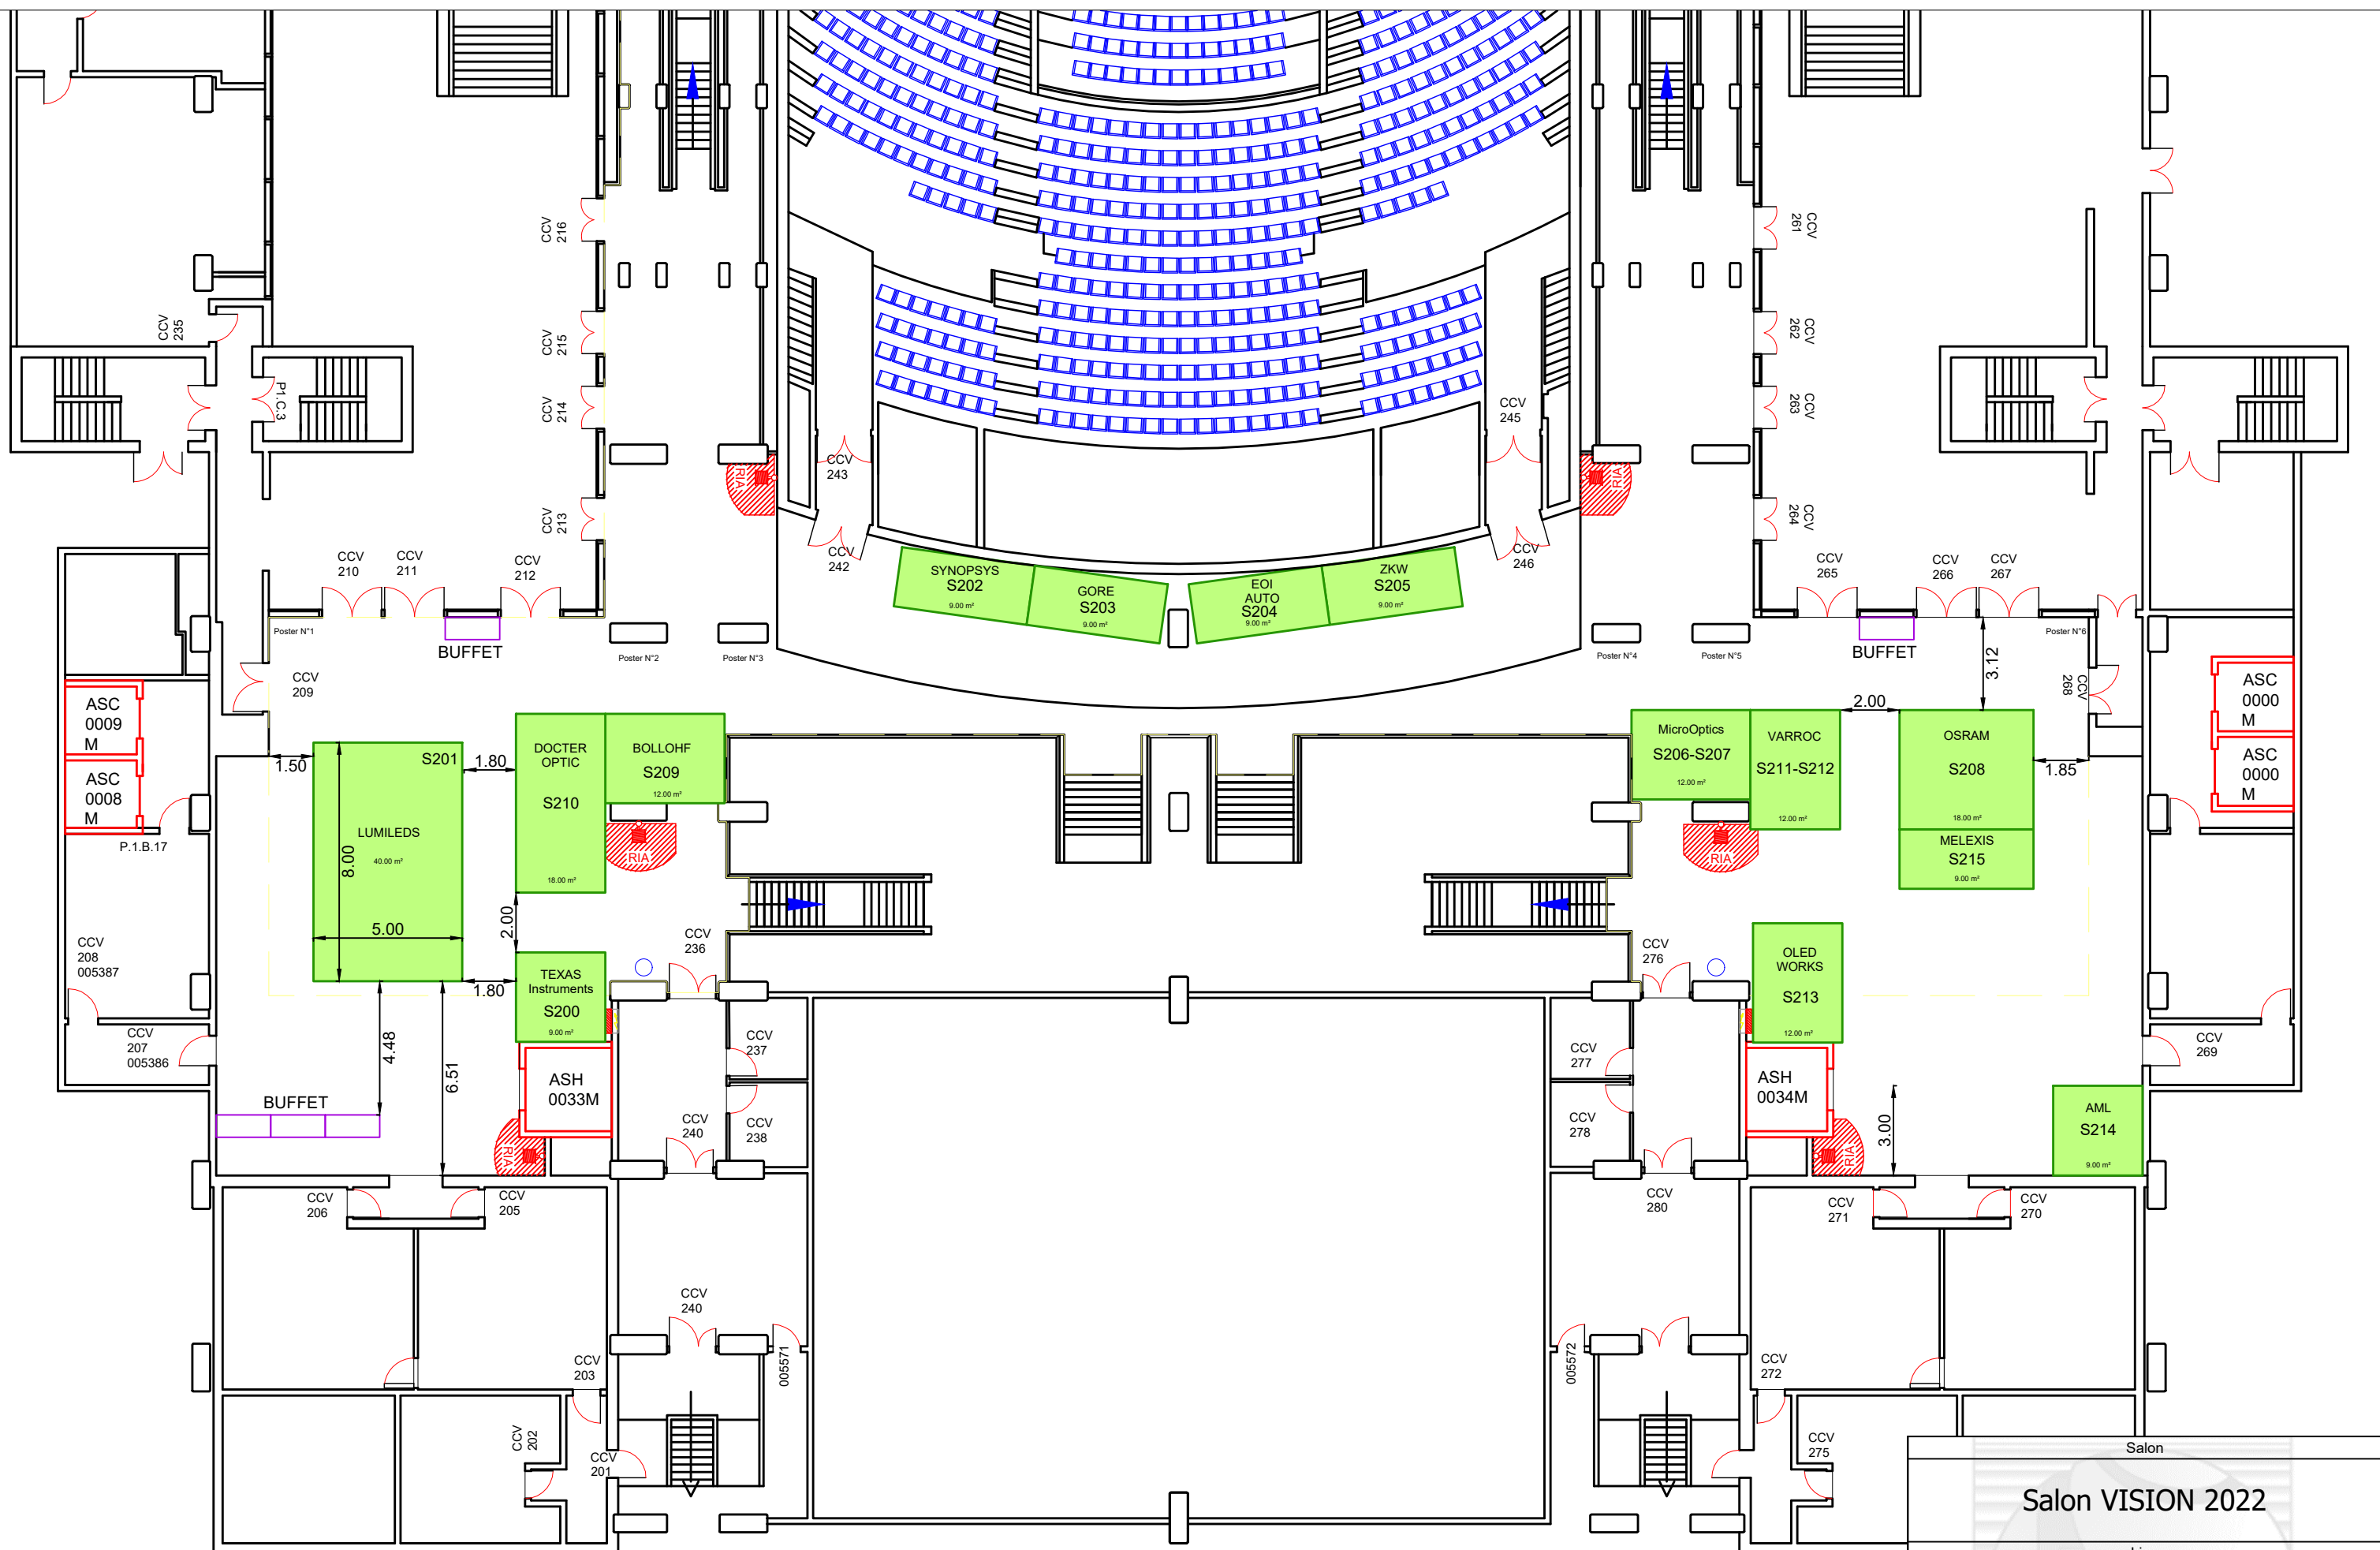 CCV
216
CCV
261
CCV
235
CCV
215
CCV
262
P1.C.3
CCV
214
CCV
263
CCV
245
CCV
243
RIA
RIA
CCV
213
CCV
264
CCV
210
CCV
211
CCV
212
CCV
242
CCV
246
CCV
265
CCV
266
CCV
267
SYNOPSYS
S202
9.00 m²
GORE
S203
9.00 m²
EOI
AUTO
S204
9.00 m²
ZKW
S205
9.00 m²
Poster N°1
BUFFET
Poster N°2
Poster N°3
Poster N°4
Poster N°5
BUFFET
Poster N°6
3.12
CCV
209
CCV
268
ASC
0009
M
ASC
0008
M
P.1.B.17
ASC
0000
M
ASC
0000
M
1.50
S201
LUMILEDS
40.00 m²
8.00
5.00
1.80
DOCTER
OPTIC
S210
18.00 m²
BOLLOHF
S209
12.00 m²
RIA
MicroOptics
S206-S207
12.00 m²
VARROC
S211-S212
12.00 m²
2.00
OSRAM
S208
18.00 m²
1.85
MELEXIS
S215
9.00 m²
RIA
2.00
CCV
208
005387
CCV
236
CCV
276
OLED
WORKS
S213
12.00 m²
TEXAS
Instruments
S200
9.00 m²
1.80
CCV
207
005386
4.48
6.51
CCV
237
CCV
277
CCV
269
ASH
0033M
ASH
0034M
BUFFET
RIA
CCV
240
CCV
238
CCV
278
3.00
RIA
AML
S214
9.00 m²
CCV
206
CCV
205
CCV
280
CCV
271
CCV
270
CCV
240
CCV
203
005571
005572
CCV
272
CCV
202
CCV
201
CCV
275
Salon
Salon VISION 2022